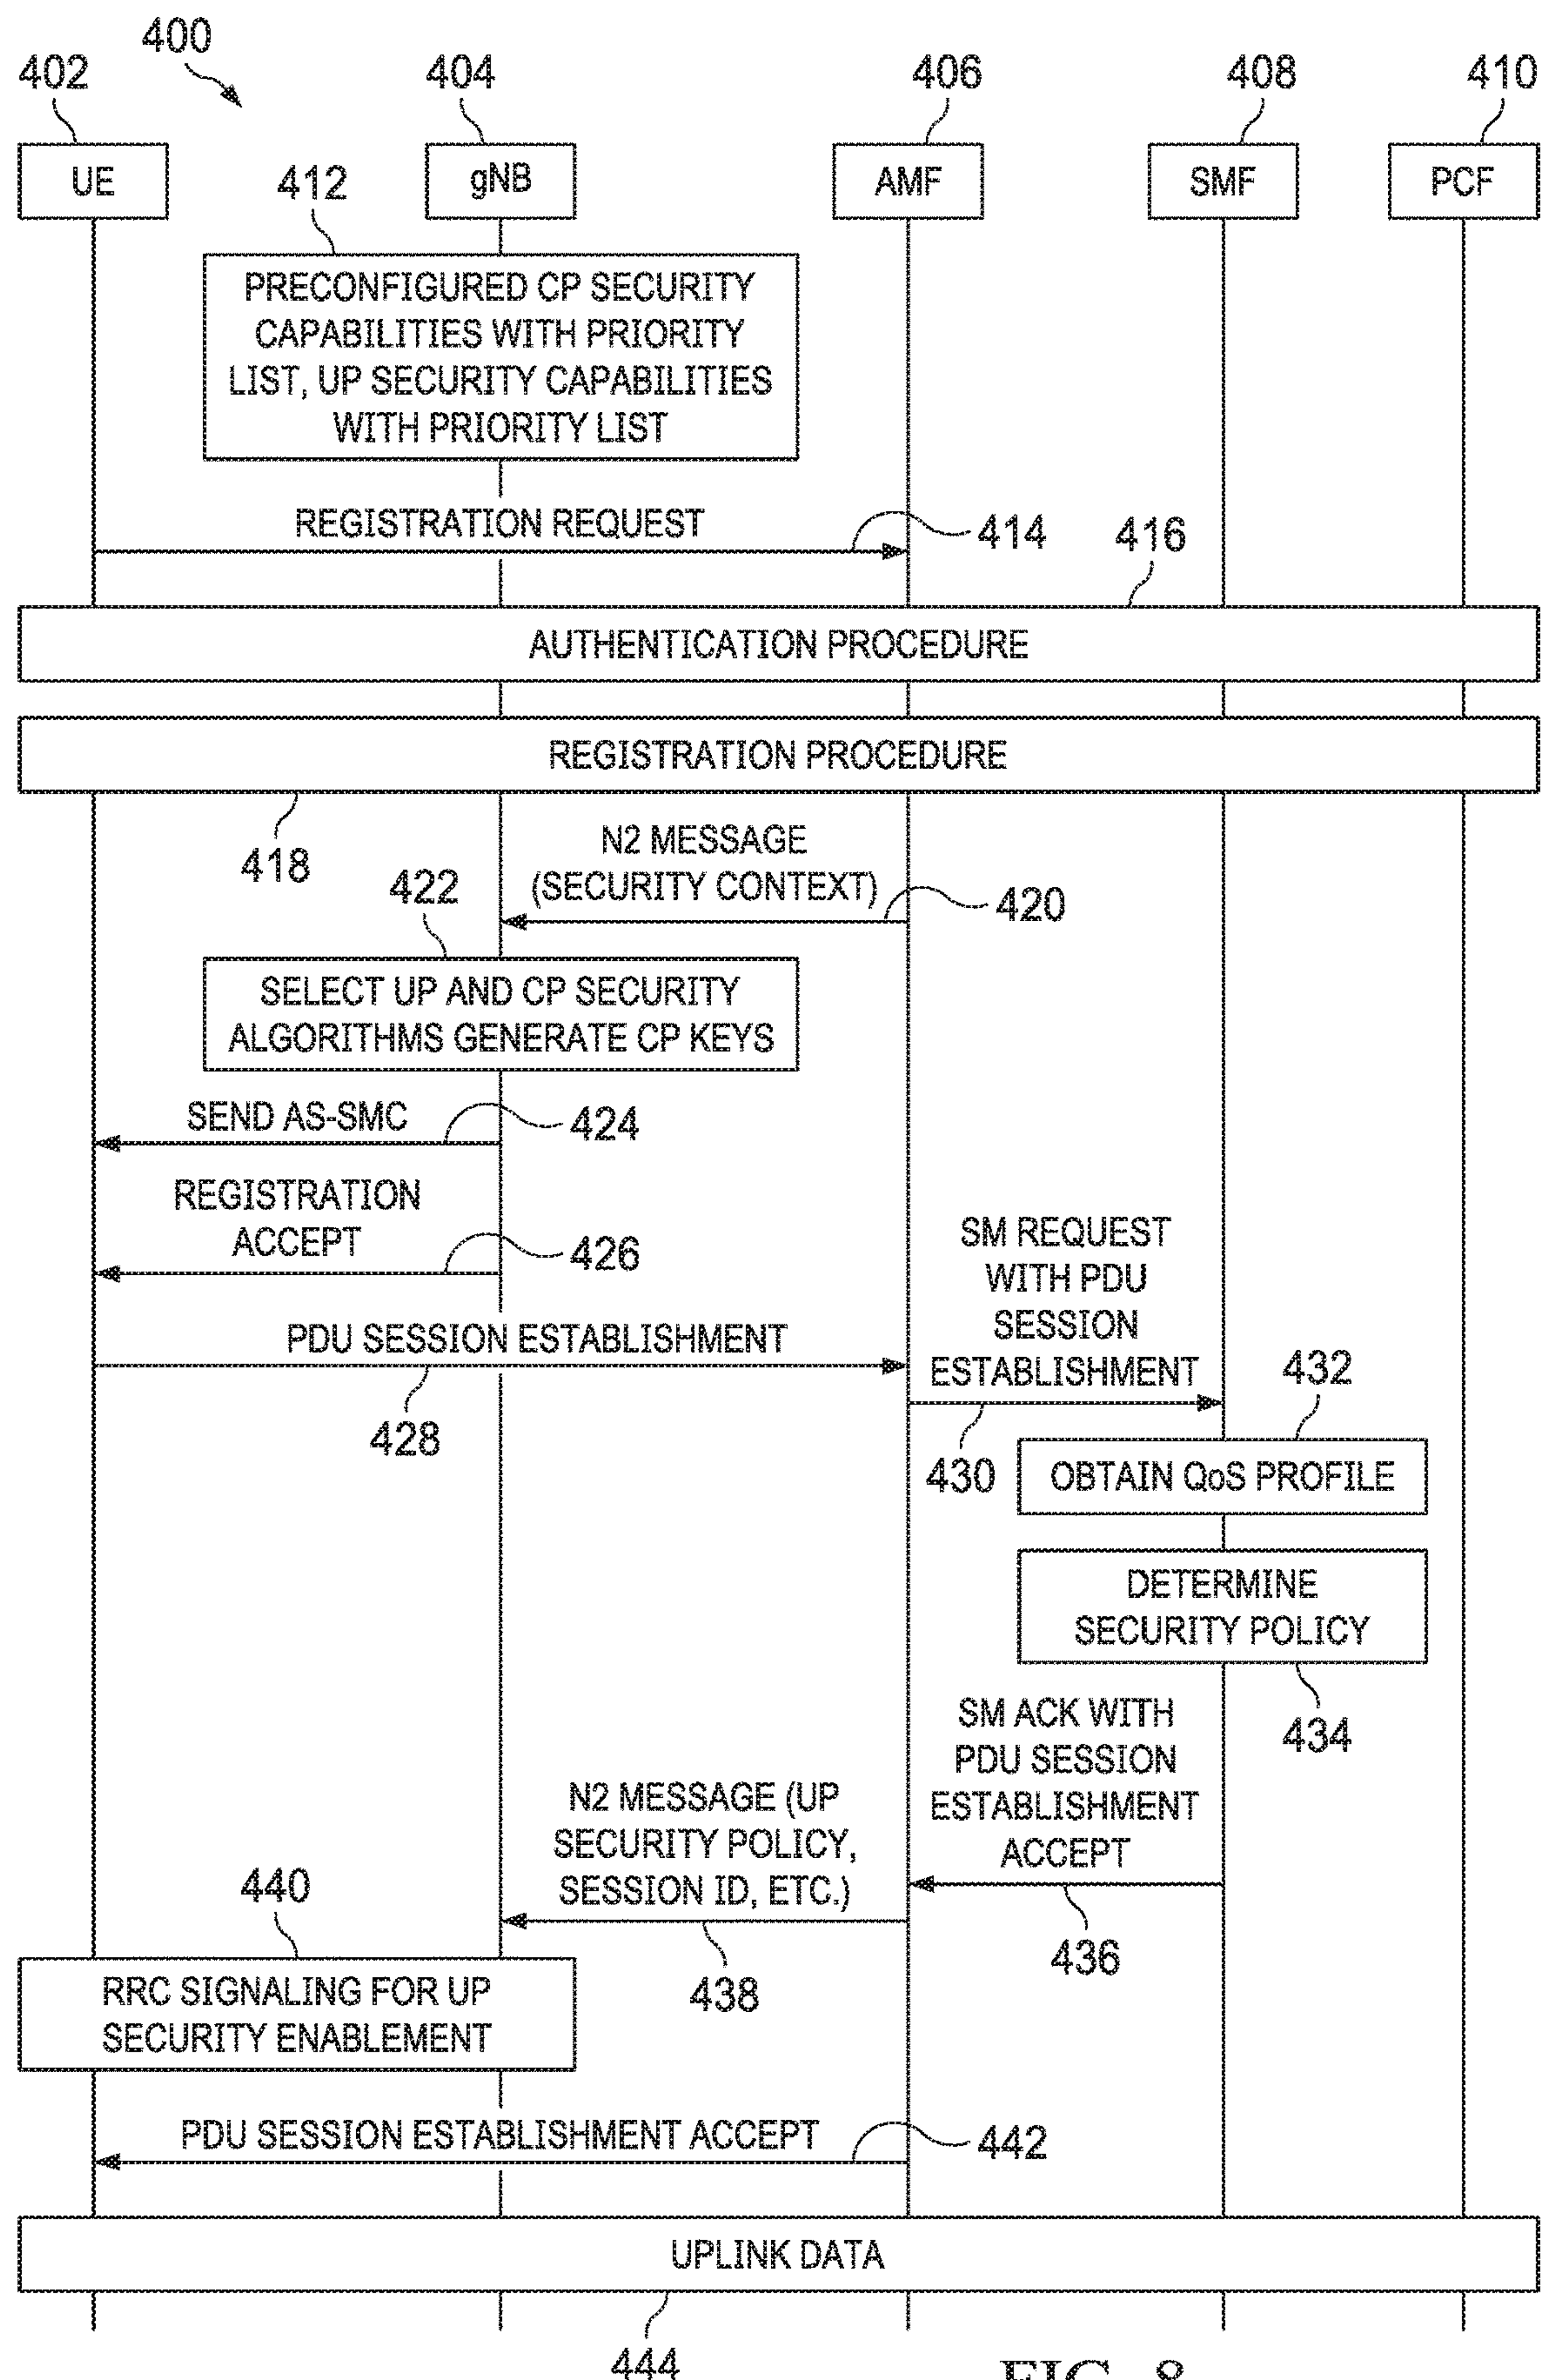 400
402
404
406
408
410
UE
gNB
AMF
SMF
PCF
412
PRECONFIGURED CP SECURITY
CAPABILITIES WITH PRIORITY
LIST, UP SECURITY CAPABILITIES
WITH PRIORITY LIST
REGISTRATION REQUEST
414
416
AUTHENTICATION PROCEDURE
REGISTRATION PROCEDURE
418
N2 MESSAGE
(SECURITY CONTEXT)
420
422
SELECT UP AND CP SECURITY
ALGORITHMS GENERATE CP KEYS
SEND AS-SMC
424
REGISTRATION
ACCEPT
426
PDU SESSION ESTABLISHMENT
428
SM REQUEST
WITH PDU
SESSION
ESTABLISHMENT
430
432
OBTAIN QoS PROFILE
DETERMINE
SECURITY POLICY
434
SM ACK WITH
PDU SESSION
ESTABLISHMENT
ACCEPT
436
N2 MESSAGE (UP
SECURITY POLICY,
SESSION ID, ETC.)
438
440
RRC SIGNALING FOR UP
SECURITY ENABLEMENT
PDU SESSION ESTABLISHMENT ACCEPT
442
UPLINK DATA
444
FIG. 8